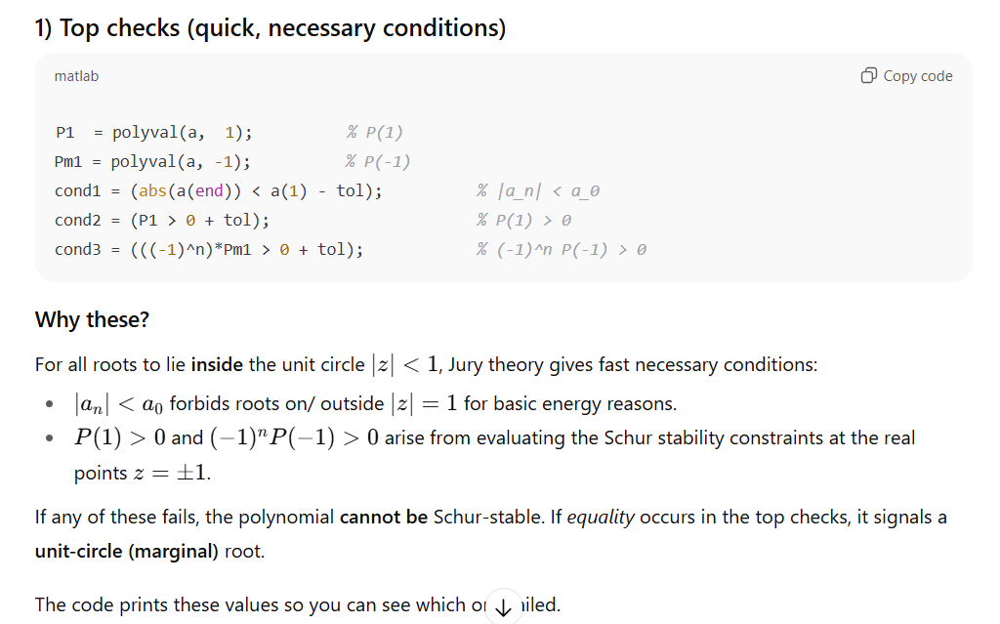 1) Top checks (quick, necessary conditions)
matlab
Copy code
P1  = polyval(a,  1);          % P(1)
Pm1 = polyval(a, -1);          % P(-1)
cond1 = (abs(a(end)) < a(1) - tol);          % |a_n| < a_0
cond2 = (P1 > 0 + tol);                      % P(1) > 0
cond3 = (((-1)^n)*Pm1 > 0 + tol);            % (-1)^n P(-1) > 0
Why these?
For all roots to lie inside the unit circle |z| < 1, Jury theory gives fast necessary conditions:
• |aₙ| < a₀ forbids roots on/ outside |z| = 1 for basic energy reasons.
• P(1) > 0 and (−1)ⁿP(−1) > 0 arise from evaluating the Schur stability constraints at the real
points z = ±1.
If any of these fails, the polynomial cannot be Schur-stable. If equality occurs in the top checks, it signals a
unit-circle (marginal) root.
The code prints these values so you can see which